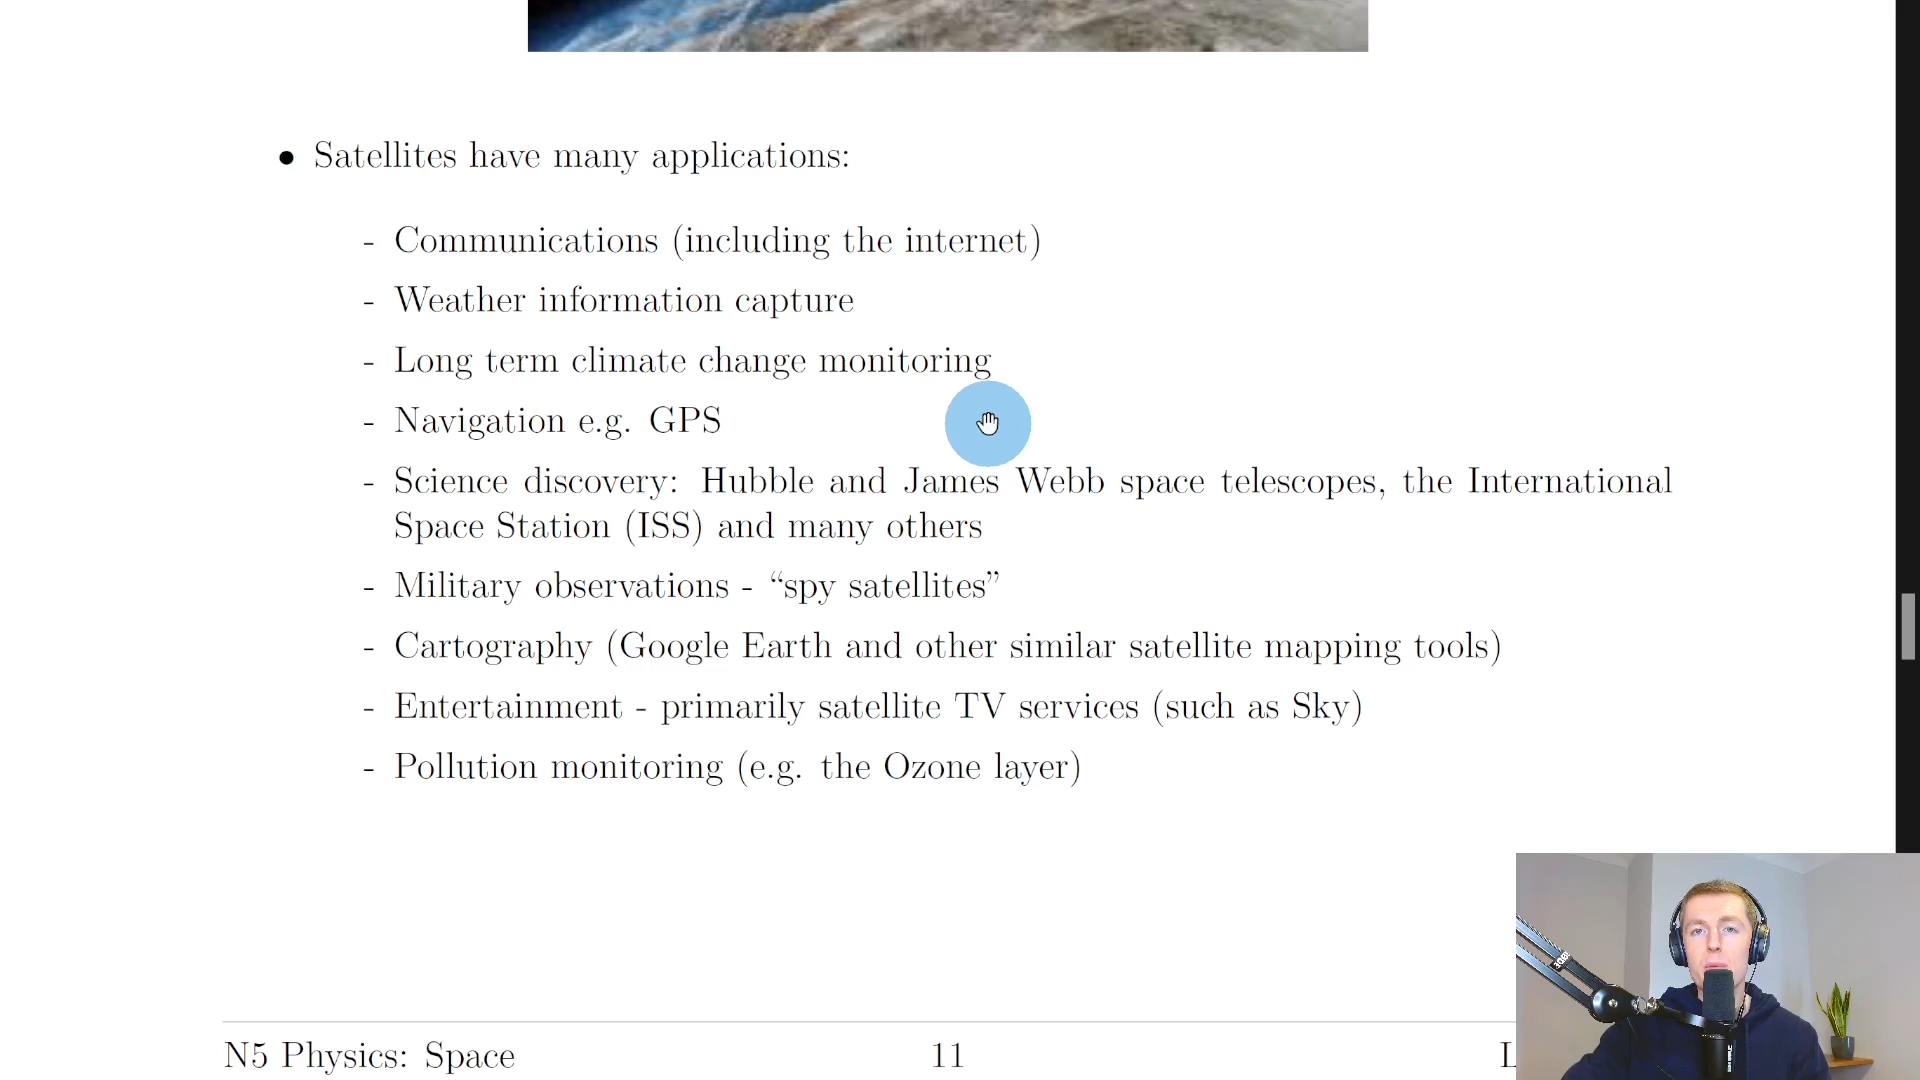 • Satellites have many applications:
- Communications (including the internet)
- Weather information capture
- Long term climate change monitoring
- Navigation e.g. GPS
- Science discovery: Hubble and James Webb space telescopes, the International
Space Station (ISS) and many others
- Military observations - “spy satellites”
- Cartography (Google Earth and other similar satellite mapping tools)
- Entertainment - primarily satellite TV services (such as Sky)
- Pollution monitoring (e.g. the Ozone layer)
N5 Physics: Space
11